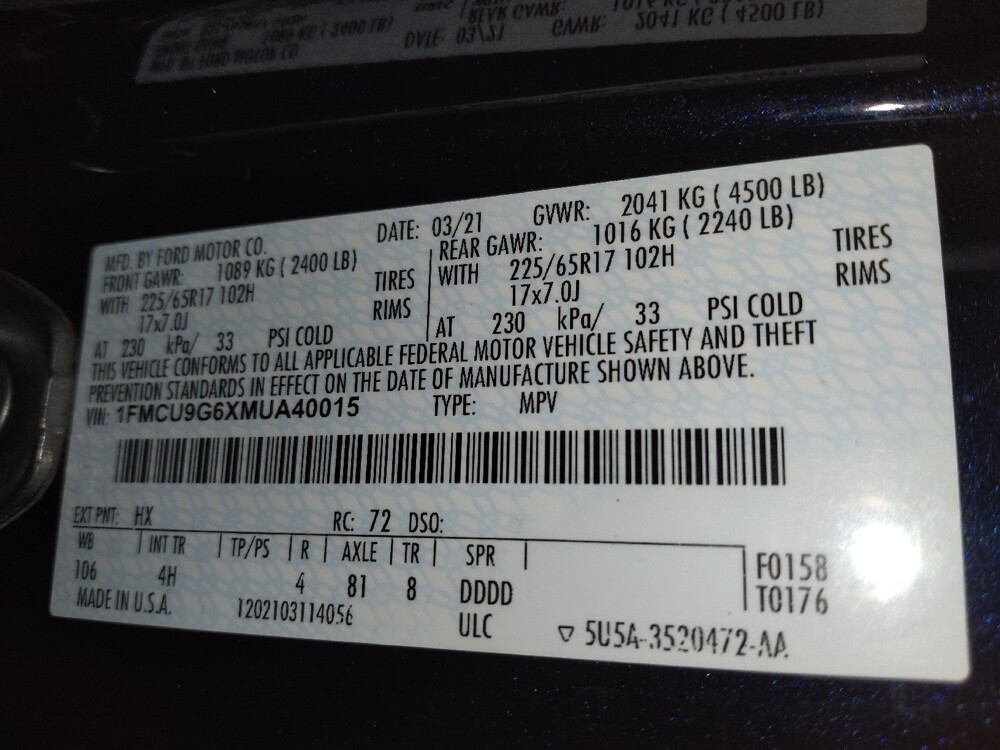 MFD. BY FORD MOTOR CO.
DATE: 03/21 GVWR: 2041 KG ( 4500 LB)
FRONT GAWR: 1089 KG ( 2400 LB)
REAR GAWR: 1016 KG ( 2240 LB)
WITH 225/65R17 102H TIRES
WITH 225/65R17 102H TIRES
17x7.0J RIMS
17x7.0J RIMS
AT 230 kPa/ 33 PSI COLD
AT 230 kPa/ 33 PSI COLD
THIS VEHICLE CONFORMS TO ALL APPLICABLE FEDERAL MOTOR VEHICLE SAFETY AND THEFT
PREVENTION STANDARDS IN EFFECT ON THE DATE OF MANUFACTURE SHOWN ABOVE.
VIN: 1FMCU9G6XMUA40015 TYPE: MPV
EXT PNT: HX RC: 72 DSO:
WB INT TR TP/PS R AXLE TR SPR
106 4H 4 81 8 DDDD
F0158
T0176
MADE IN U.S.A. 1202103114056 ULC ▽ 5U5A-3520472-AA